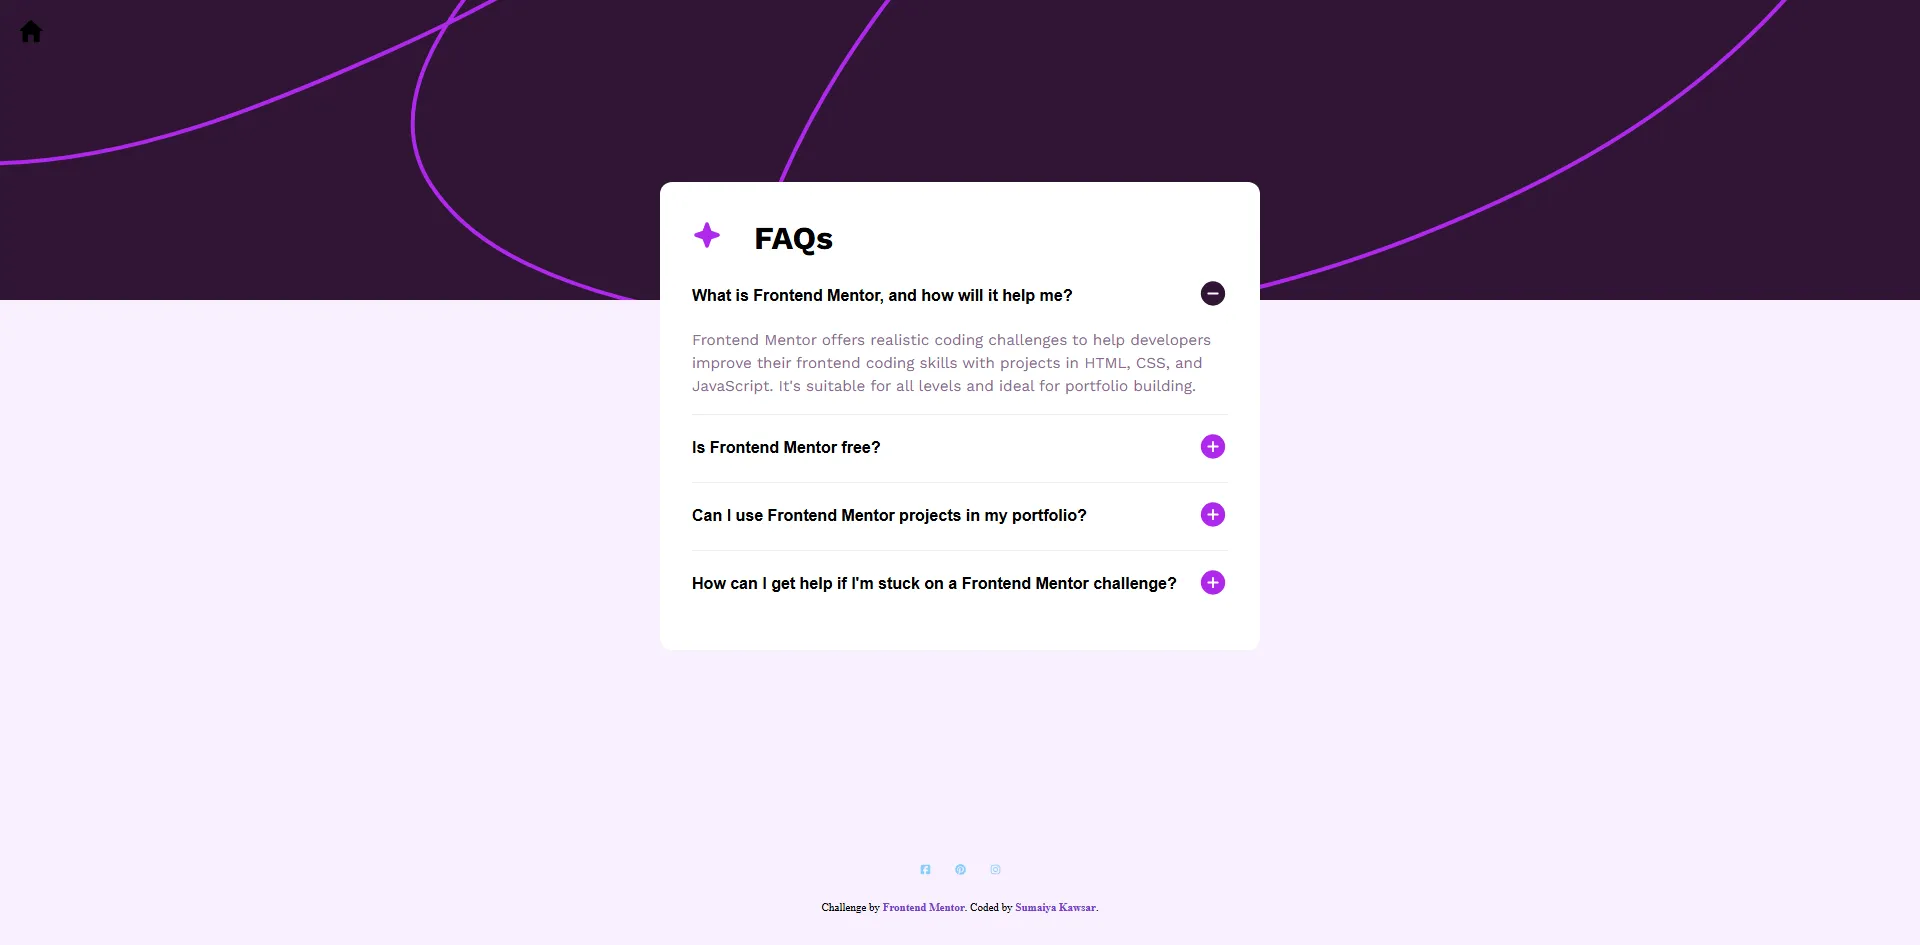 FAQs
What is Frontend Mentor, and how will it help me?
Frontend Mentor offers realistic coding challenges to help developers
improve their frontend coding skills with projects in HTML, CSS, and
JavaScript. It's suitable for all levels and ideal for portfolio building.
Is Frontend Mentor free?
Can I use Frontend Mentor projects in my portfolio?
How can I get help if I'm stuck on a Frontend Mentor challenge?
Challenge by Frontend Mentor. Coded by Sumaiya Kawsar.